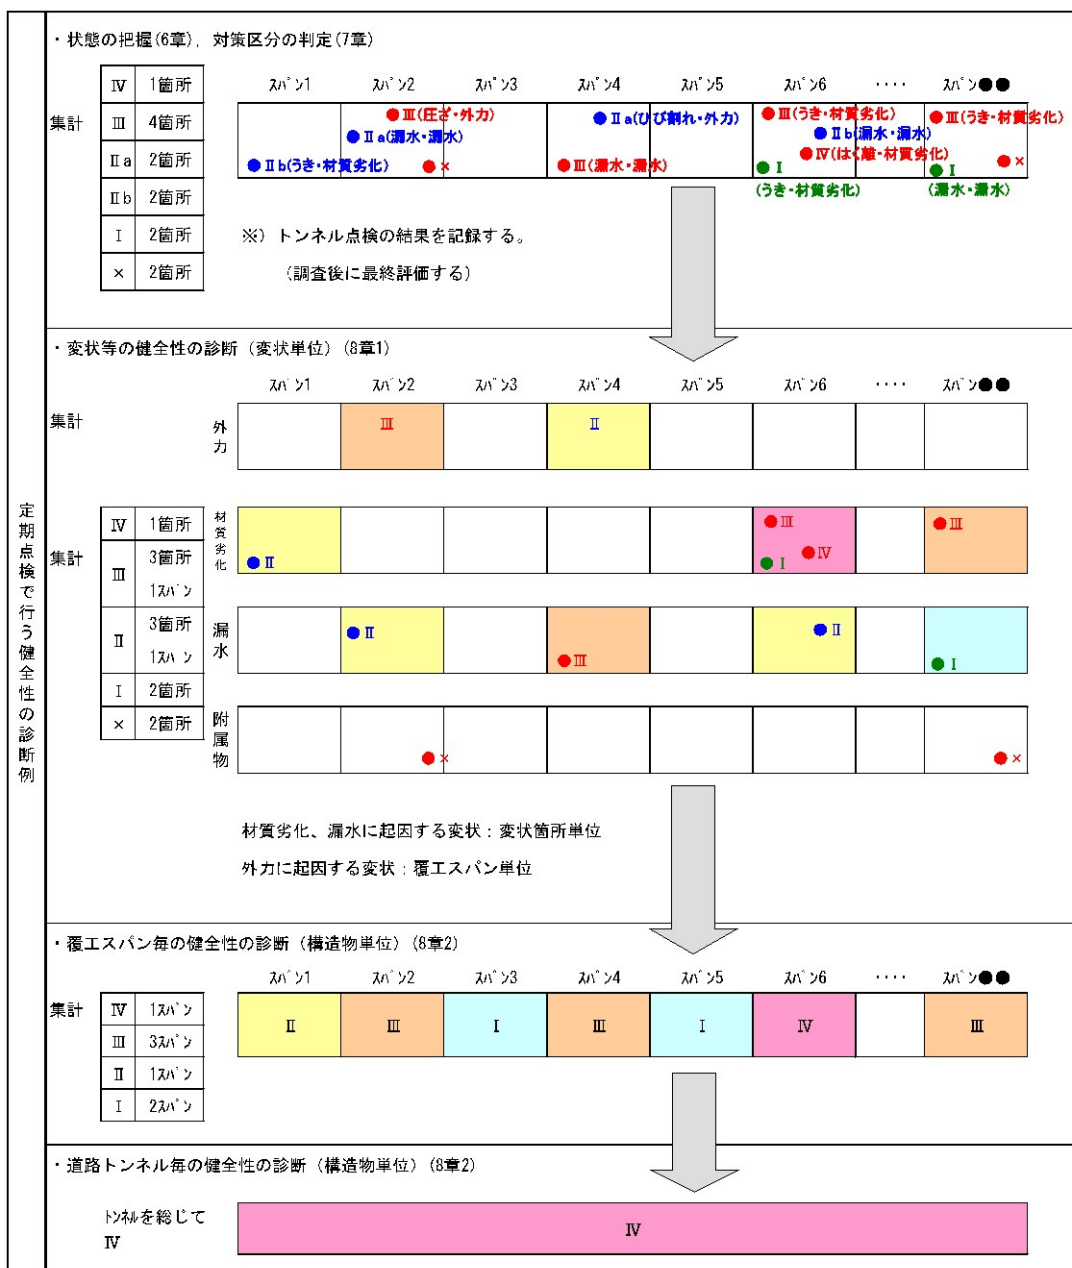 定期点検で行う健全性の診断例
・状態の把握(6章)、対策区分の判定(7章)
集計
Ⅳ 1箇所
Ⅲ 4箇所
Ⅱa 2箇所
Ⅱb 2箇所
Ⅰ 2箇所
× 2箇所
ｽﾊﾟﾝ1 ｽﾊﾟﾝ2 ｽﾊﾟﾝ3 ｽﾊﾟﾝ4 ｽﾊﾟﾝ5 ｽﾊﾟﾝ6 ‥‥ ｽﾊﾟﾝ●●
●Ⅲ(圧ざ・外力) ●Ⅱa(ひび割れ・外力) ●Ⅲ(うき・材質劣化) ●Ⅲ(うき・材質劣化)
●Ⅱa(漏水・漏水) ●Ⅱb(漏水・漏水)
●Ⅳ(はく離・材質劣化)
●Ⅱb(うき・材質劣化) ●× ●Ⅲ(漏水・漏水) ●Ⅰ ●Ⅰ ●×
(うき・材質劣化) (漏水・漏水)
※）トンネル点検の結果を記録する。
（調査後に最終評価する）
・変状等の健全性の診断（変状単位）(8章1)
ｽﾊﾟﾝ1 ｽﾊﾟﾝ2 ｽﾊﾟﾝ3 ｽﾊﾟﾝ4 ｽﾊﾟﾝ5 ｽﾊﾟﾝ6 ‥‥ ｽﾊﾟﾝ●●
集計
外力 Ⅲ Ⅱ
集計
Ⅳ 1箇所
Ⅲ 3箇所
1ｽﾊﾟﾝ
Ⅱ 3箇所
1ｽﾊﾟﾝ
Ⅰ 2箇所
× 2箇所
材質劣化
●Ⅲ ●Ⅲ
●Ⅳ
●Ⅱ ●Ⅰ
漏水
●Ⅱ ●Ⅱ
●Ⅲ ●Ⅰ
附属物
●× ●×
材質劣化、漏水に起因する変状：変状箇所単位
外力に起因する変状：覆工スパン単位
・覆工スパン毎の健全性の診断（構造物単位）(8章2)
ｽﾊﾟﾝ1 ｽﾊﾟﾝ2 ｽﾊﾟﾝ3 ｽﾊﾟﾝ4 ｽﾊﾟﾝ5 ｽﾊﾟﾝ6 ‥‥ ｽﾊﾟﾝ●●
集計
Ⅳ 1ｽﾊﾟﾝ
Ⅲ 3ｽﾊﾟﾝ
Ⅱ 1ｽﾊﾟﾝ
Ⅰ 2ｽﾊﾟﾝ
Ⅱ Ⅲ Ⅰ Ⅲ Ⅰ Ⅳ Ⅲ
・道路トンネル毎の健全性の診断（構造物単位）(8章2)
ﾄﾝﾈﾙを総じて
Ⅳ
Ⅳ